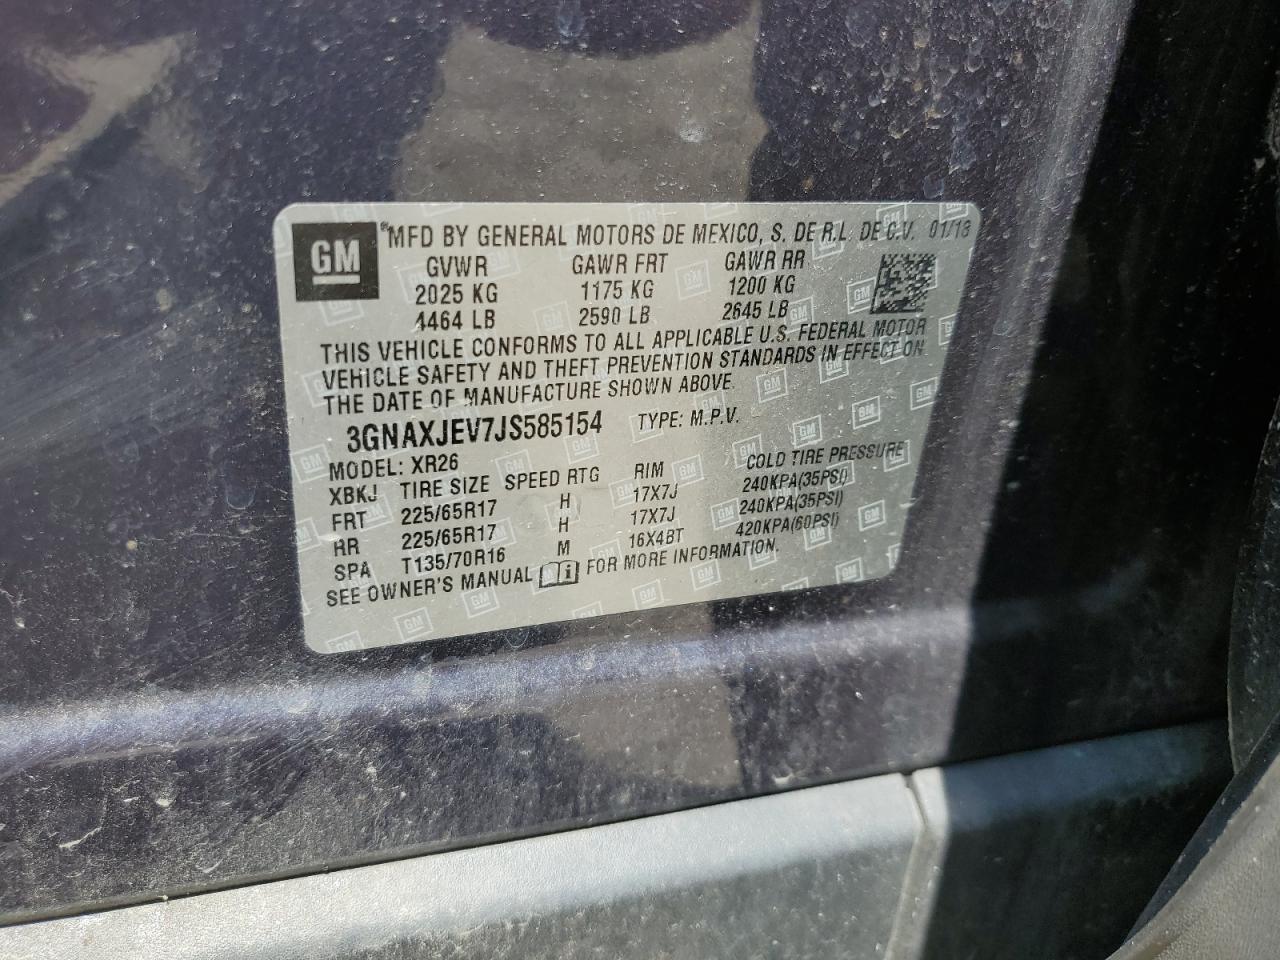 GM
MFD BY GENERAL MOTORS DE MEXICO, S. DE R.L. DE C.V. 01/18
GVWR GAWR FRT GAWR RR
2025 KG 1175 KG 1200 KG
4464 LB 2590 LB 2645 LB
THIS VEHICLE CONFORMS TO ALL APPLICABLE U.S. FEDERAL MOTOR
VEHICLE SAFETY AND THEFT PREVENTION STANDARDS IN EFFECT ON
THE DATE OF MANUFACTURE SHOWN ABOVE.
3GNAXJEV7JS585154 TYPE: M.P.V.
MODEL: XR26
XBKJ TIRE SIZE SPEED RTG RIM COLD TIRE PRESSURE
FRT 225/65R17 H 17X7J 240KPA(35PSI)
RR 225/65R17 H 17X7J 240KPA(35PSI)
SPA T135/70R16 M 16X4BT 420KPA(60PSI)
SEE OWNER'S MANUAL FOR MORE INFORMATION.